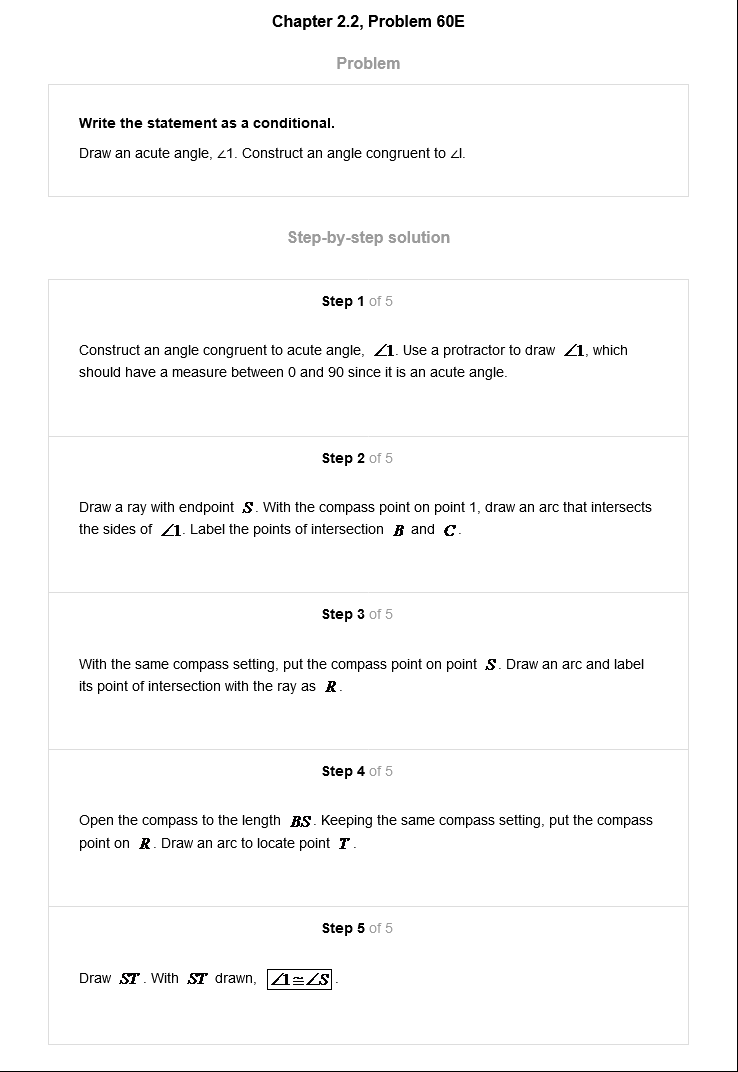 Chapter 2.2, Problem 60E
Problem
Write the statement as a conditional.
Draw an acute angle, ∠1. Construct an angle congruent to ∠l.
Step-by-step solution
Step 1 of 5
Construct an angle congruent to acute angle, ∠1. Use a protractor to draw ∠1, which
should have a measure between 0 and 90 since it is an acute angle.
Step 2 of 5
Draw a ray with endpoint S. With the compass point on point 1, draw an arc that intersects
the sides of ∠1. Label the points of intersection B and C.
Step 3 of 5
With the same compass setting, put the compass point on point S. Draw an arc and label
its point of intersection with the ray as R.
Step 4 of 5
Open the compass to the length BS. Keeping the same compass setting, put the compass
point on R. Draw an arc to locate point T.
Step 5 of 5
Draw ST. With ST drawn, ∠1≅∠S.